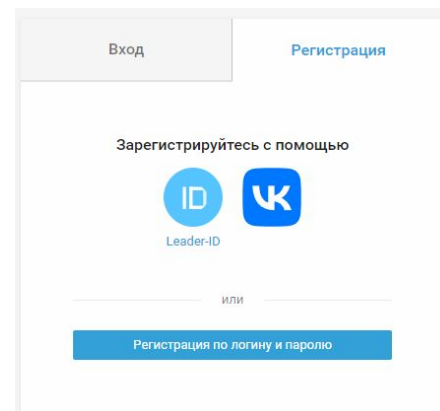 Вход
Регистрация
Зарегистрируйтесь с помощью
ID
Leader-ID
или
Регистрация по логину и паролю